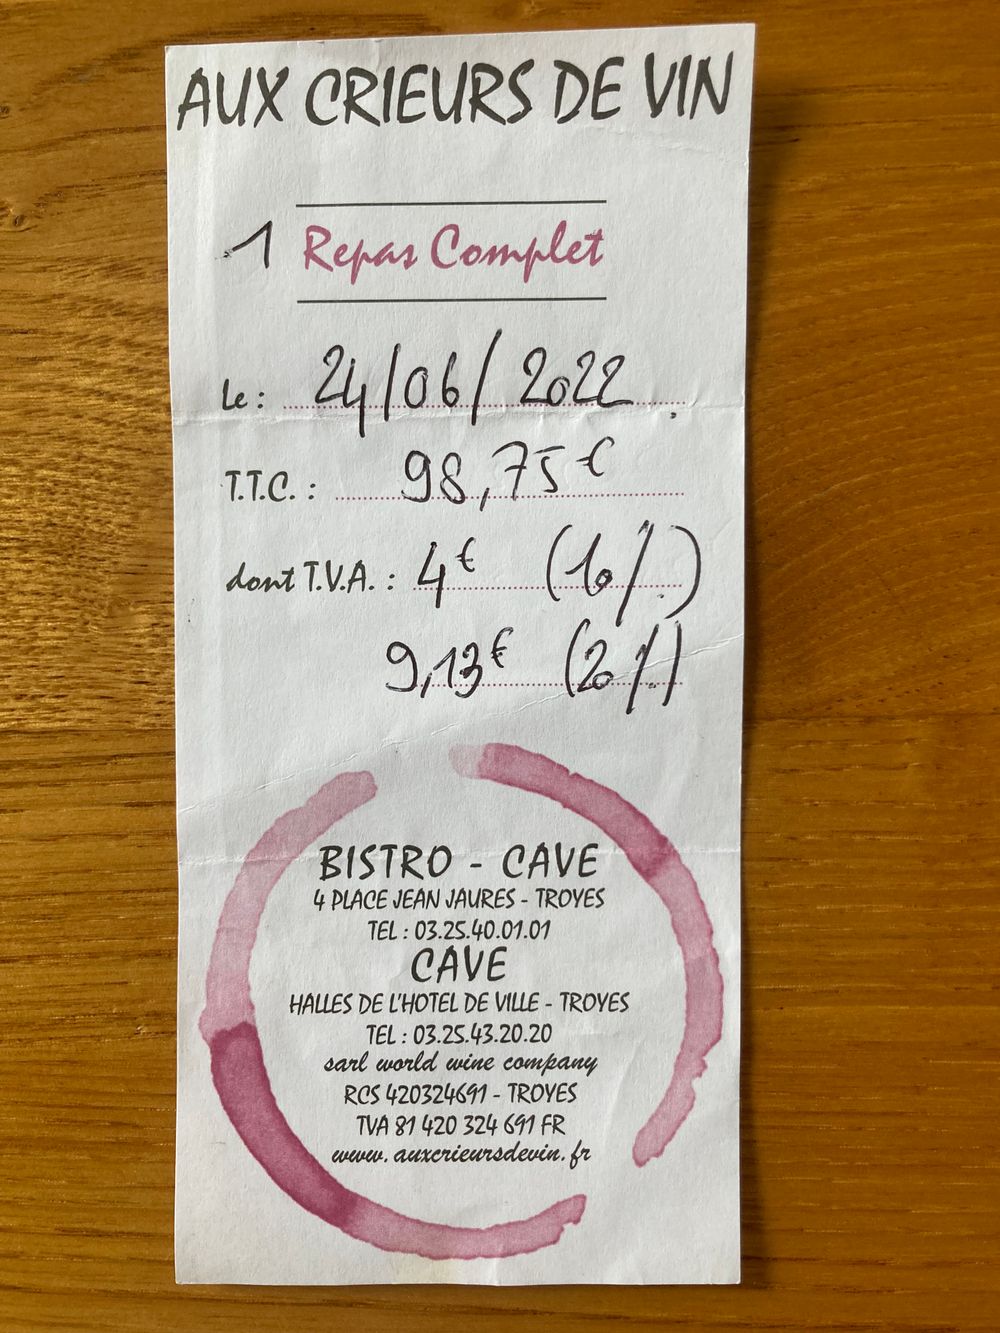 AUX CRIEURS DE VIN
1 Repas Complet
Le : 24/06/2022
T.T.C. : 98,75 €
dont T.V.A. : 4€ (10%)
9,13€ (20%)
BISTRO - CAVE
4 PLACE JEAN JAURES - TROYES
TEL : 03.25.40.01.01
CAVE
HALLES DE L'HOTEL DE VILLE - TROYES
TEL : 03.25.43.20.20
sarl world wine company
RCS 420324691 - TROYES
TVA 81 420 324 691 FR
www.auxcrieursdevin.fr